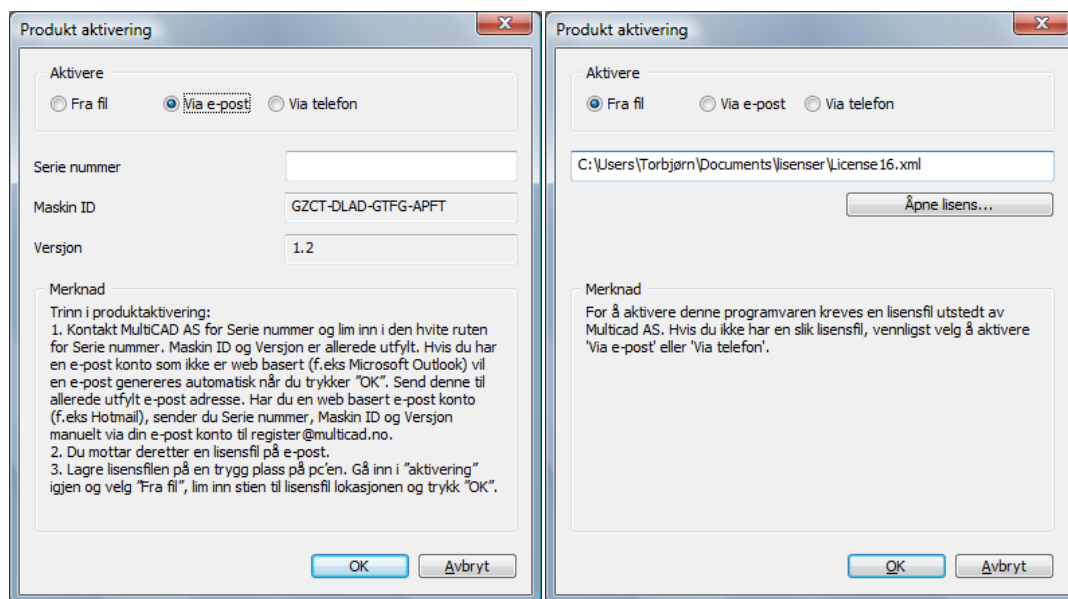 Produkt aktivering
Aktivere
Fra fil
Via e-post
Via telefon
Serie nummer
Maskin ID
GZCT-DLAD-GTFG-APFT
Versjon
1.2
Merknad
Trinn i produktaktivering:
1. Kontakt MultiCAD AS for Serie nummer og lim inn i den hvite ruten
for Serie nummer. Maskin ID og Versjon er allerede utfylt. Hvis du har
en e-post konto som ikke er web basert (f.eks Microsoft Outlook) vil
en e-post genereres automatisk når du trykker ”OK”. Send denne til
allerede utfylt e-post adresse. Har du en web basert e-post konto
(f.eks Hotmail), sender du Serie nummer, Maskin ID og Versjon
manuelt via din e-post konto til register@multicad.no.
2. Du mottar deretter en lisensfil på e-post.
3. Lagre lisensfilen på en trygg plass på pc’en. Gå inn i ”aktivering”
igjen og velg ”Fra fil”, lim inn stien til lisensfil lokasjonen og trykk ”OK”.
OK
Avbryt
Produkt aktivering
Aktivere
Fra fil
Via e-post
Via telefon
C:\Users\Torbjørn\Documents\lisenser\License16.xml
Åpne lisens...
Merknad
For å aktivere denne programvaren kreves en lisensfil utstedt av
Multicad AS. Hvis du ikke har en slik lisensfil, vennligst velg å aktivere
'Via e-post' eller 'Via telefon'.
OK
Avbryt